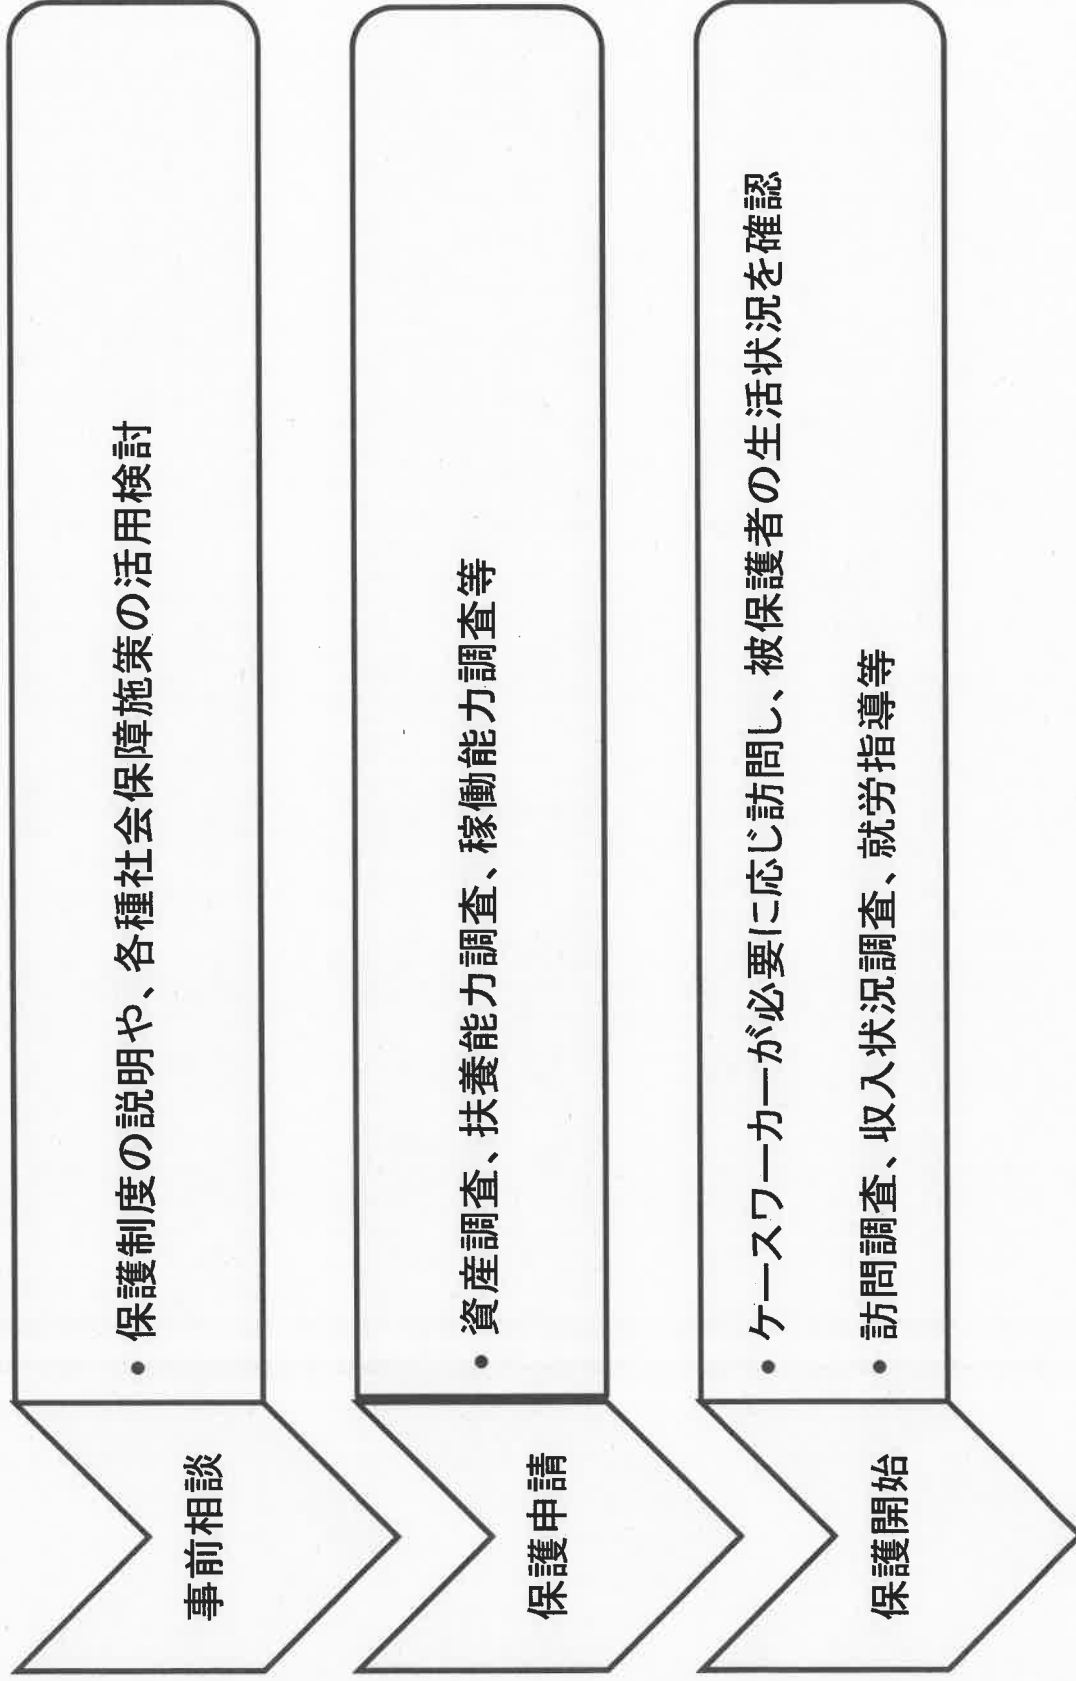 事前相談
• 保護制度の説明や、各種社会保障施策の活用検討
保護申請
• 資産調査、扶養能力調査、稼働能力調査等
保護開始
• ケースワーカーが必要に応じ訪問し、被保護者の生活状況を確認
• 訪問調査、収入状況調査、就労指導等